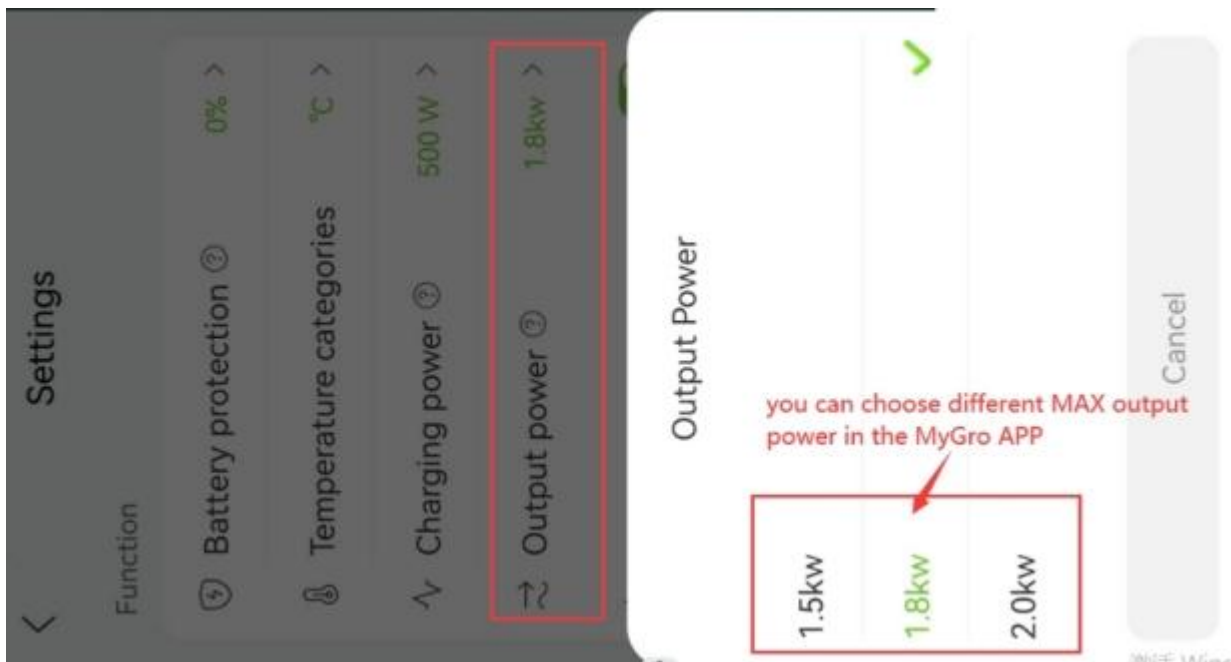 Settings
Function
Battery protection 0% >
Temperature categories °C >
Charging power 500 W >
Output power 1.8kw >
Output Power
you can choose different MAX output
power in the MyGro APP
1.5kw
1.8kw
2.0kw
Cancel